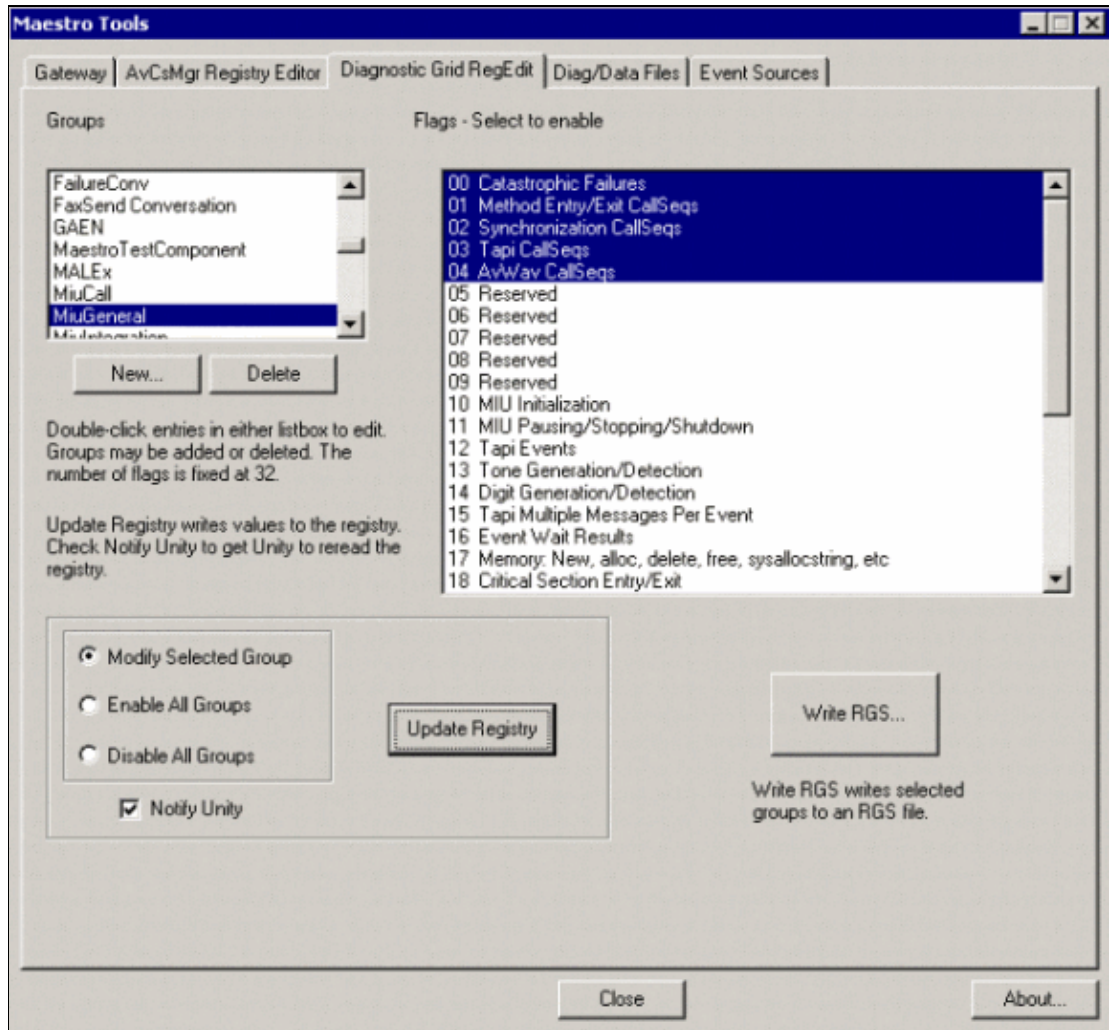 Maestro Tools
Gateway
AvCsMgr Registry Editor
Diagnostic Grid RegEdit
Diag/Data Files
Event Sources
Groups
Flags - Select to enable
FailureConv
FaxSend Conversation
GAEN
MaestroTestComponent
MALEx
MiuCall
MiuGeneral
MiuIntegration
New...
Delete
Double-click entries in either listbox to edit.
Groups may be added or deleted. The
number of flags is fixed at 32.
Update Registry writes values to the registry.
Check Notify Unity to get Unity to reread the
registry.
00 Catastrophic Failures
01 Method Entry/Exit CallSeqs
02 Synchronization CallSeqs
03 Tapi CallSeqs
04 AvWav CallSeqs
05 Reserved
06 Reserved
07 Reserved
08 Reserved
09 Reserved
10 MIU Initialization
11 MIU Pausing/Stopping/Shutdown
12 Tapi Events
13 Tone Generation/Detection
14 Digit Generation/Detection
15 Tapi Multiple Messages Per Event
16 Event Wait Results
17 Memory: New, alloc, delete, free, sysallocstring, etc
18 Critical Section Entry/Exit
Modify Selected Group
Enable All Groups
Disable All Groups
Notify Unity
Update Registry
Write RGS...
Write RGS writes selected
groups to an RGS file.
Close
About...